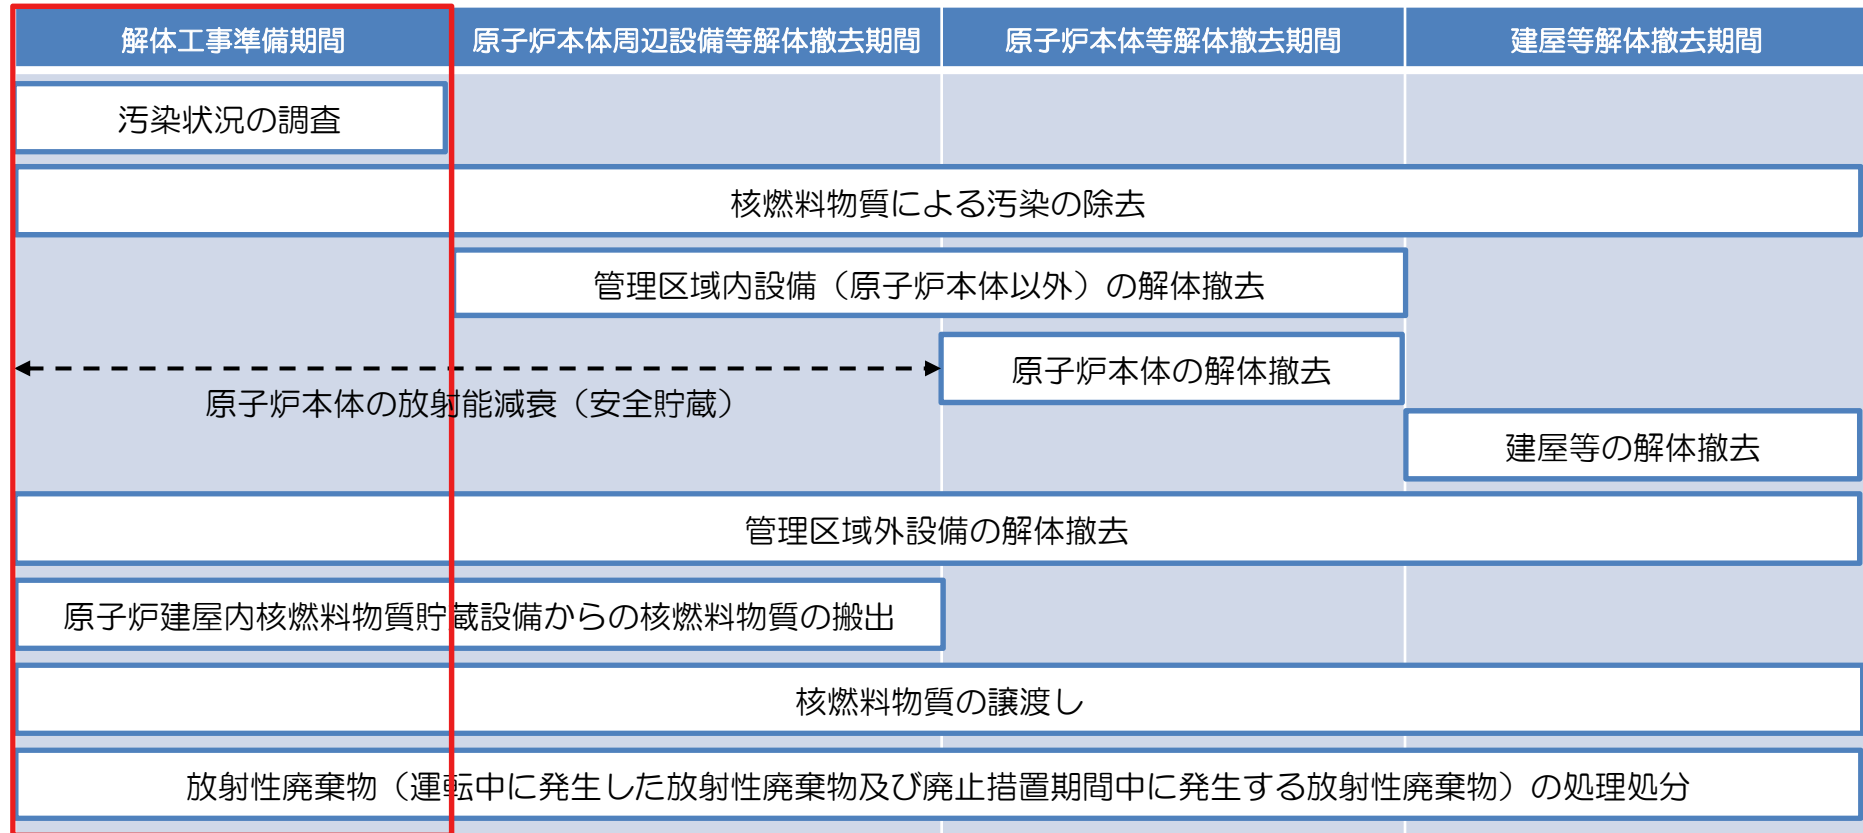 解体工事準備期間
原子炉本体周辺設備等解体撤去期間
原子炉本体等解体撤去期間
建屋等解体撤去期間
汚染状況の調査
核燃料物質による汚染の除去
管理区域内設備（原子炉本体以外）の解体撤去
原子炉本体の解体撤去
原子炉本体の放射能減衰（安全貯蔵）
建屋等の解体撤去
管理区域外設備の解体撤去
原子炉建屋内核燃料物質貯蔵設備からの核燃料物質の搬出
核燃料物質の譲渡し
放射性廃棄物（運転中に発生した放射性廃棄物及び廃止措置期間中に発生する放射性廃棄物）の処理処分